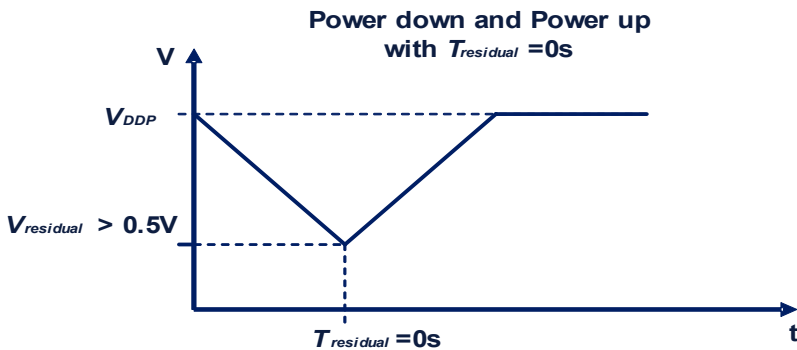 Power down and Power up
with Tresidual =0s
V
VDDP
Vresidual > 0.5V
Tresidual =0s
t